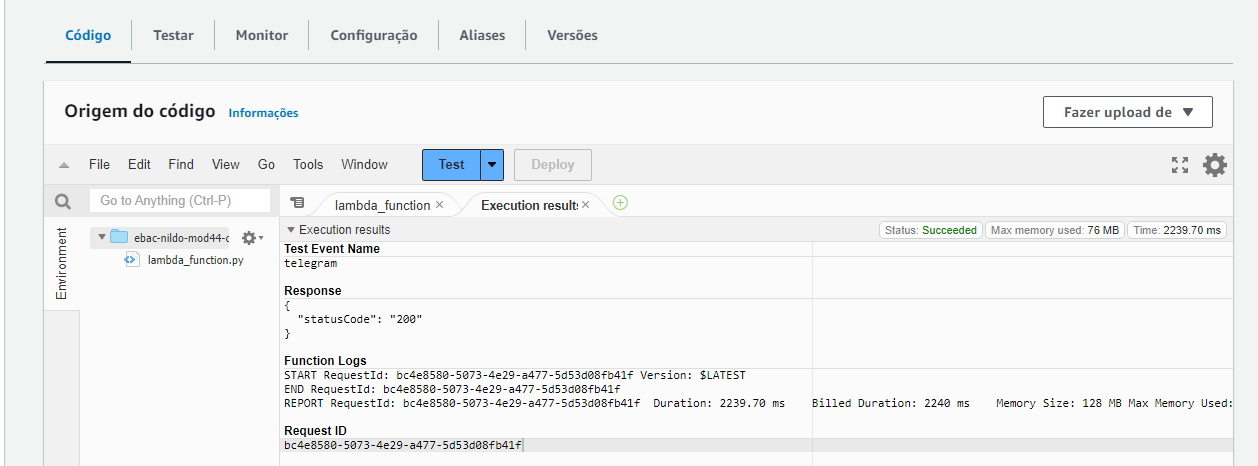 Código Testar Monitor Configuração Aliases Versões
Origem do código Informações Fazer upload de
File Edit Find View Go Tools Window Test Deploy
Go to Anything (Ctrl-P) lambda_function Execution results
Environment
ebac-nildo-mod44-c
lambda_function.py
Execution results Status: Succeeded Max memory used: 76 MB Time: 2239.70 ms
Test Event Name
telegram
Response
{
"statusCode": "200"
}
Function Logs
START RequestId: bc4e8580-5073-4e29-a477-5d53d08fb41f Version: $LATEST
END RequestId: bc4e8580-5073-4e29-a477-5d53d08fb41f
REPORT RequestId: bc4e8580-5073-4e29-a477-5d53d08fb41f Duration: 2239.70 ms Billed Duration: 2240 ms Memory Size: 128 MB Max Memory Used:
Request ID
bc4e8580-5073-4e29-a477-5d53d08fb41f